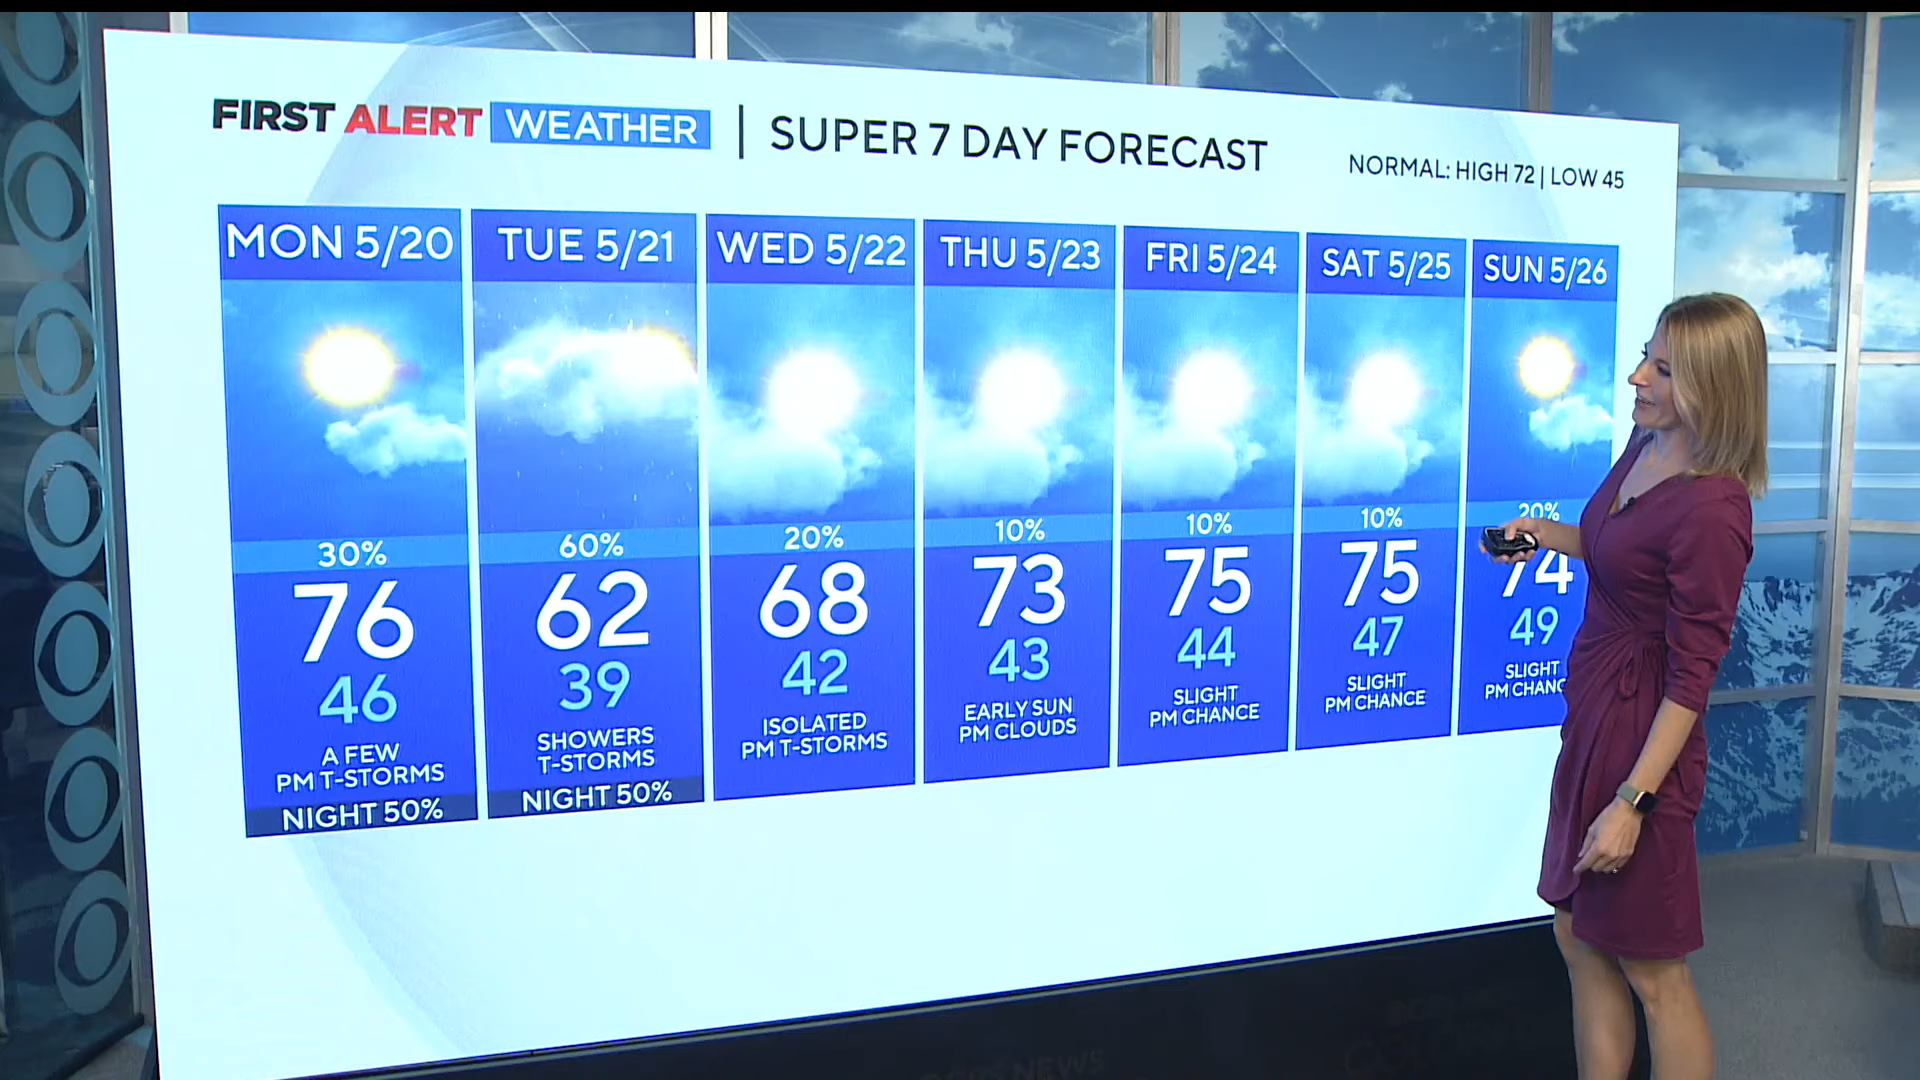 FIRST ALERT WEATHER | SUPER 7 DAY FORECAST
NORMAL: HIGH 72 | LOW 45
MON 5/20
30%
76
46
A FEW
PM T-STORMS
NIGHT 50%
TUE 5/21
60%
62
39
SHOWERS
T-STORMS
NIGHT 50%
WED 5/22
20%
68
42
ISOLATED
PM T-STORMS
THU 5/23
10%
73
43
EARLY SUN
PM CLOUDS
FRI 5/24
10%
75
44
SLIGHT
PM CHANCE
SAT 5/25
10%
75
47
SLIGHT
PM CHANCE
SUN 5/26
20%
74
49
SLIGHT
PM CHANC
NEWS